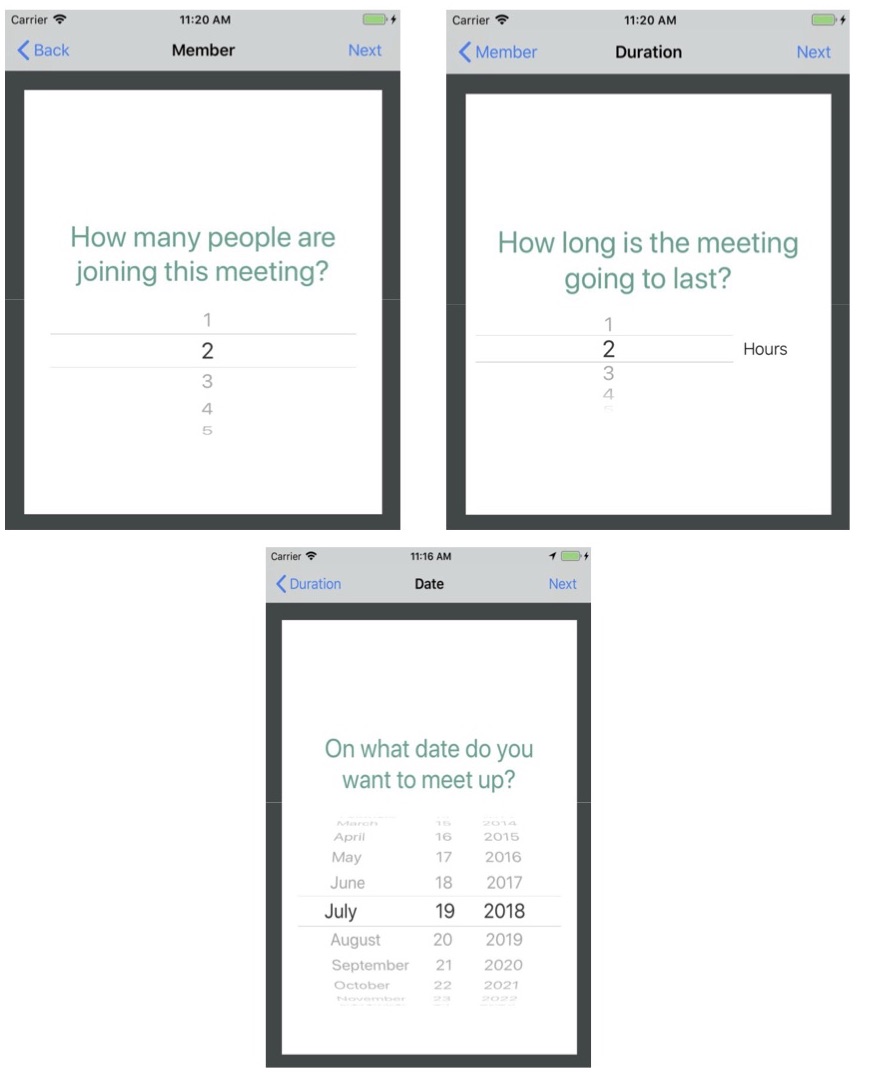 Carrier 11:20 AM
Back Member Next
How many people are
joining this meeting?
1
2
3
4
5
Carrier 11:20 AM
Member Duration Next
How long is the meeting
going to last?
1
2 Hours
3
4
5
Carrier 11:16 AM
Duration Date Next
On what date do you
want to meet up?
March 15 2014
April 16 2015
May 17 2016
June 18 2017
July 19 2018
August 20 2019
September 21 2020
October 22 2021
November 23 2022